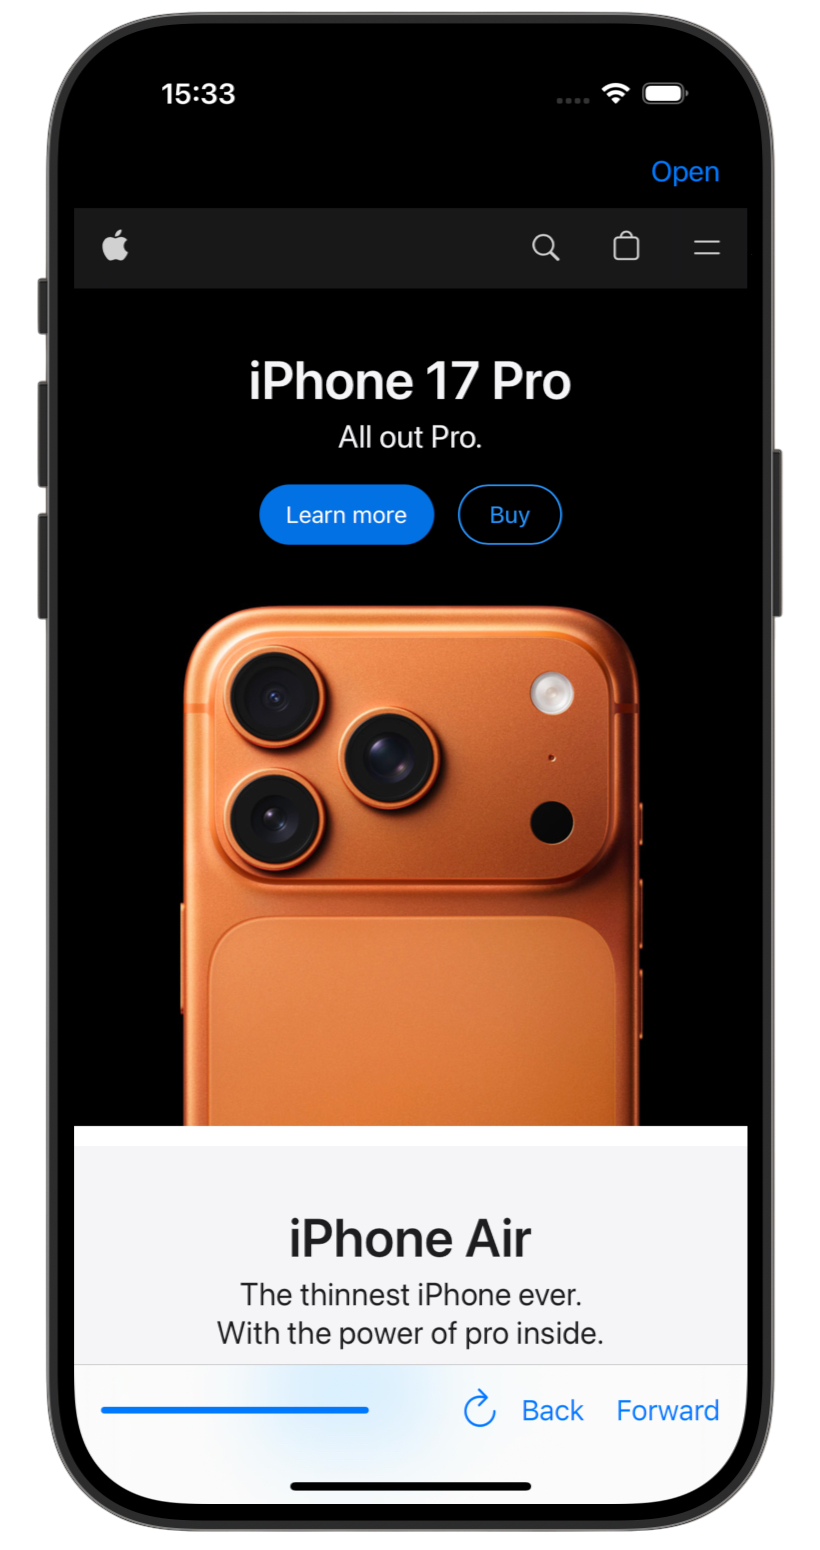 15:33
Open
iPhone 17 Pro
All out Pro.
Learn more
Buy
iPhone Air
The thinnest iPhone ever.
With the power of pro inside.
Back
Forward